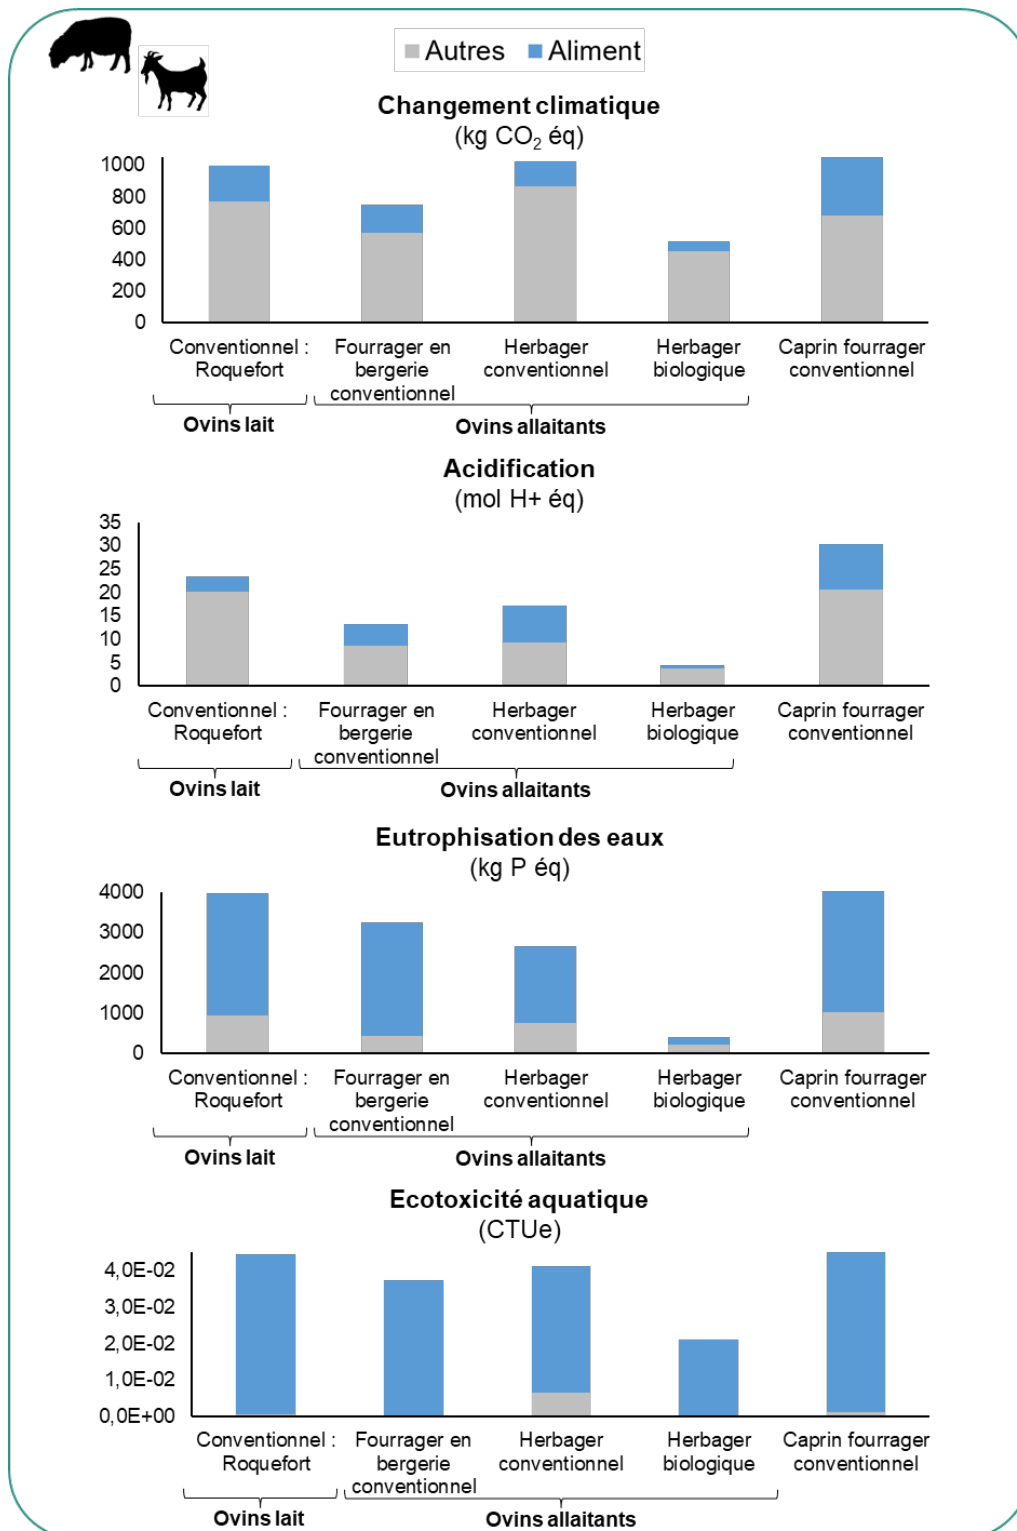 Autres Aliment
Changement climatique
(kg CO₂ éq)
1000
800
600
400
200
0
Conventionnel : Fourrager en Herbager Herbager Caprin fourrager
Roquefort bergerie conventionnel biologique conventionnel
conventionnel
Ovins lait Ovins allaitants
Acidification
(mol H+ éq)
35
30
25
20
15
10
5
0
Conventionnel : Fourrager en Herbager Herbager Caprin fourrager
Roquefort bergerie conventionnel biologique conventionnel
conventionnel
Ovins lait Ovins allaitants
Eutrophisation des eaux
(kg P éq)
4000
3000
2000
1000
0
Conventionnel : Fourrager en Herbager Herbager Caprin fourrager
Roquefort bergerie conventionnel biologique conventionnel
conventionnel
Ovins lait Ovins allaitants
Ecotoxicité aquatique
(CTUe)
4,0E-02
3,0E-02
2,0E-02
1,0E-02
0,0E+00
Conventionnel : Fourrager en Herbager Herbager Caprin fourrager
Roquefort bergerie conventionnel biologique conventionnel
conventionnel
Ovins lait Ovins allaitants